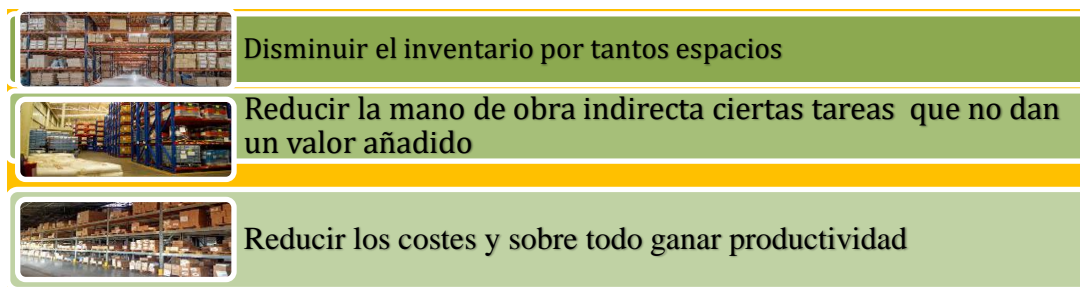 Disminuir el inventario por tantos espacios
Reducir la mano de obra indirecta ciertas tareas  que no dan
un valor añadido
Reducir los costes y sobre todo ganar productividad